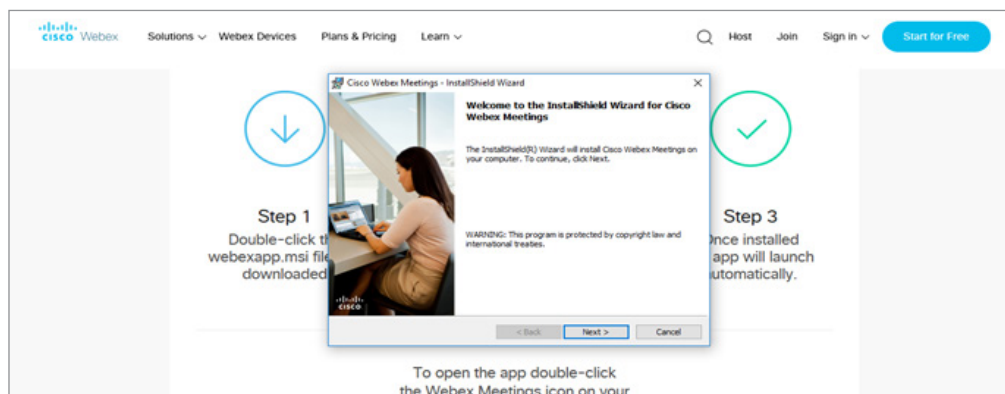 CISCO Webex
Solutions
Webex Devices
Plans & Pricing
Learn
Host
Join
Sign in
Start for Free
Cisco Webex Meetings - InstallShield Wizard
Welcome to the InstallShield Wizard for Cisco
Webex Meetings
The InstallShield(R) Wizard will install Cisco Webex Meetings on
your computer. To continue, click Next.
WARNING: This program is protected by copyright law and
international treaties.
CISCO
< Back
Next >
Cancel
Step 1
Double-click
webexapp.msi file
downloaded
Step 3
installed
app will launch
automatically.
To open the app double-click
the Webex Meetings icon on your